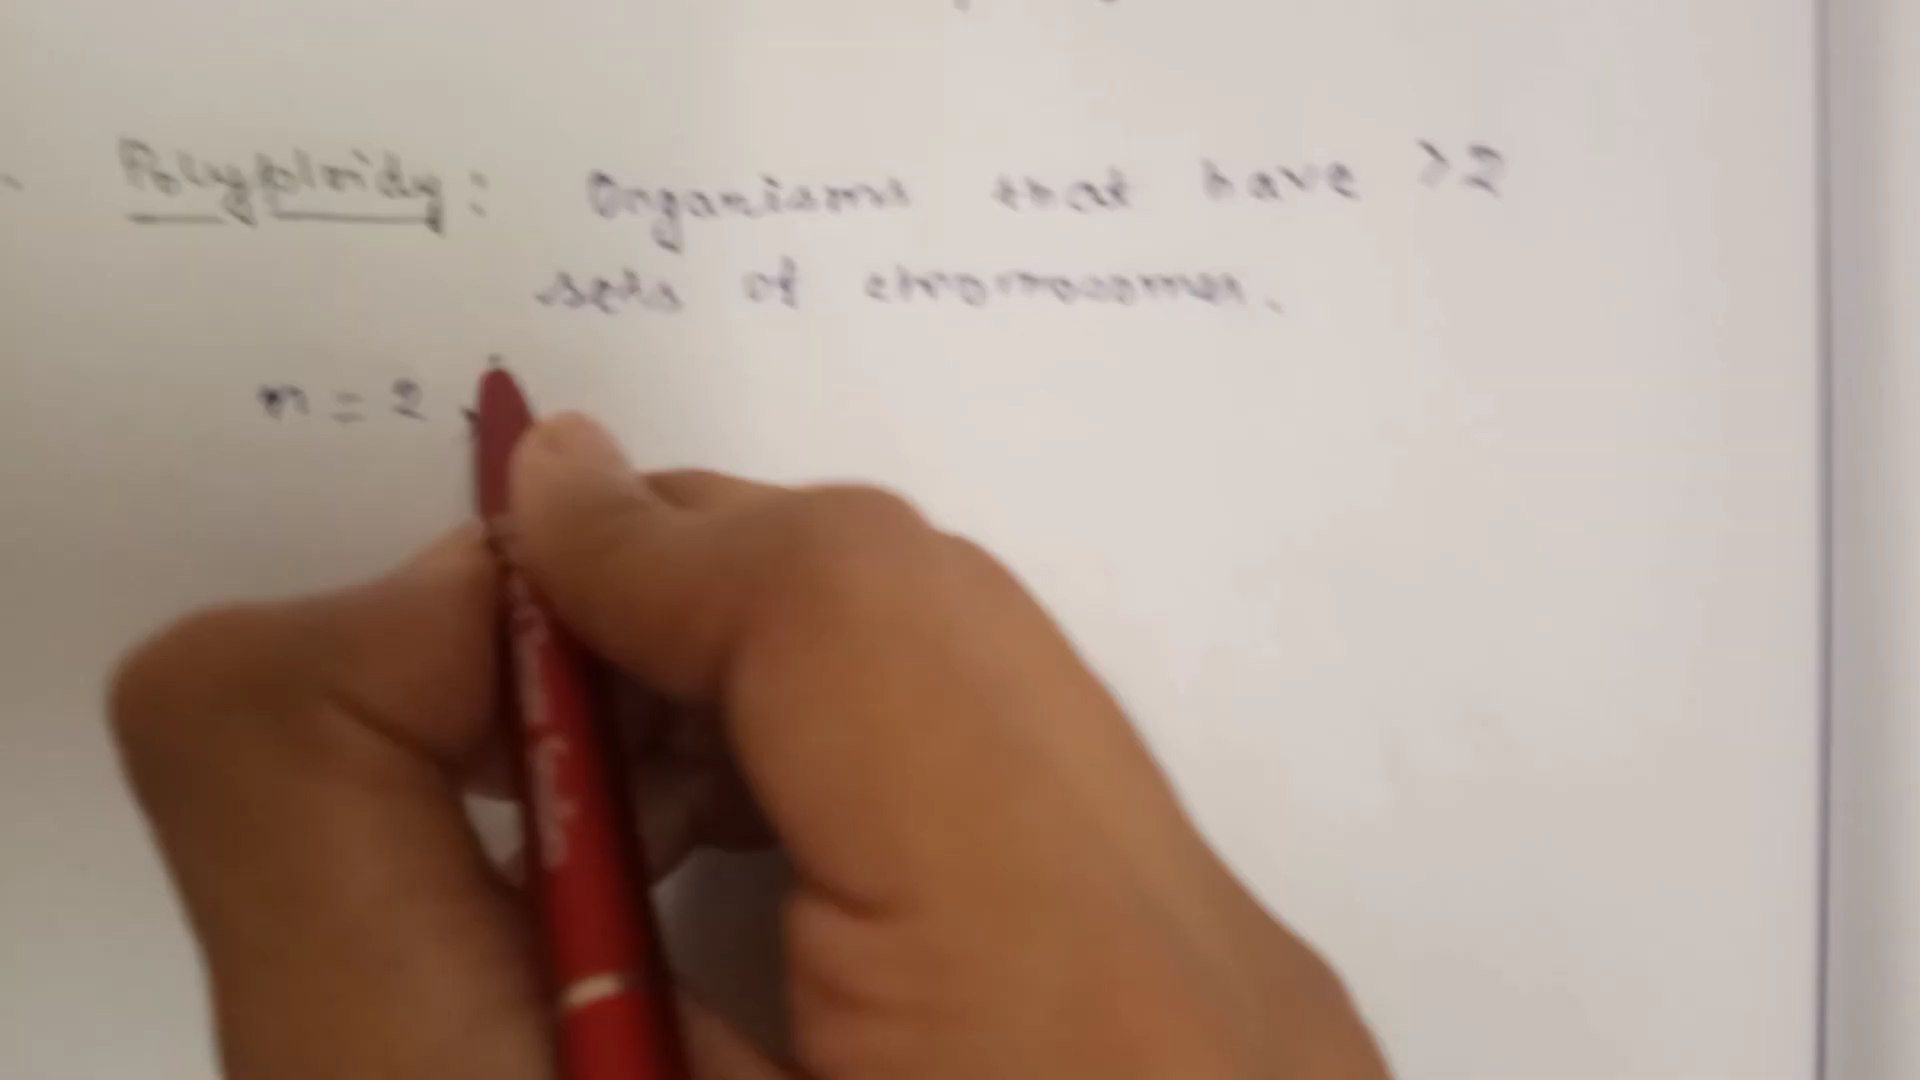 Polyploidy: Organisms that have >2
sets of chromosomes.
n = 2